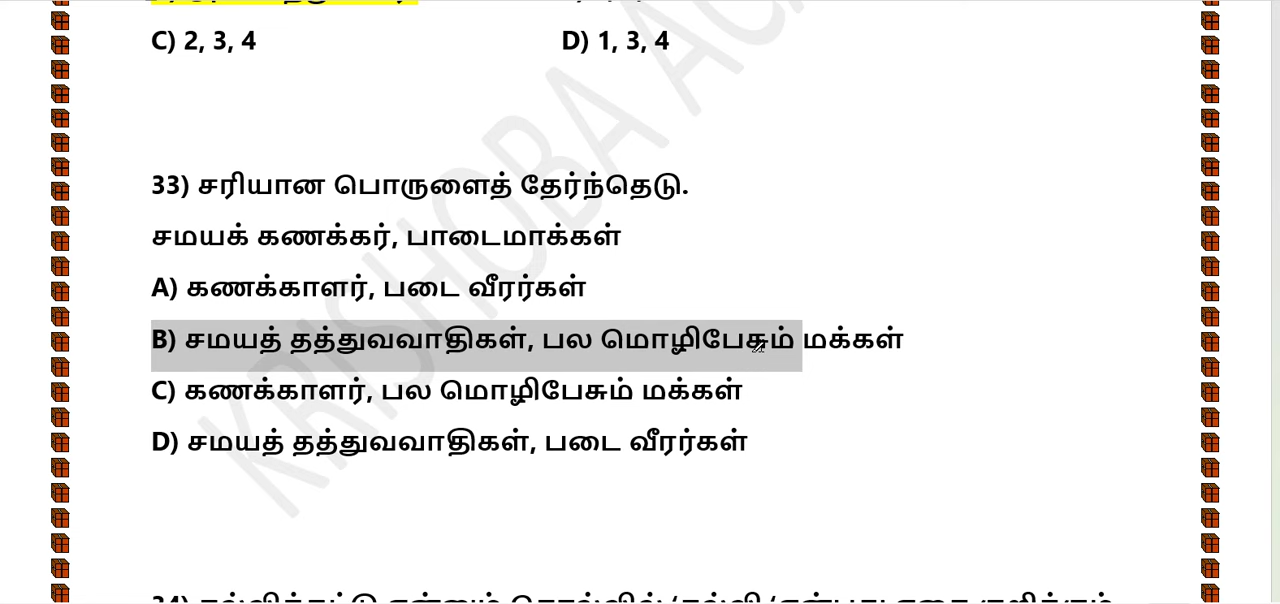 C) 2, 3, 4 D) 1, 3, 4
33) சரியான பொருளைத் தேர்ந்தெடு.
சமயக் கணக்கர், பாடைமாக்கள்
A) கணக்காளர், படை வீரர்கள்
B) சமயத் தத்துவவாதிகள், பல மொழிபேசும் மக்கள்
C) கணக்காளர், பல மொழிபேசும் மக்கள்
D) சமயத் தத்துவவாதிகள், படை வீரர்கள்
KRISHOBA